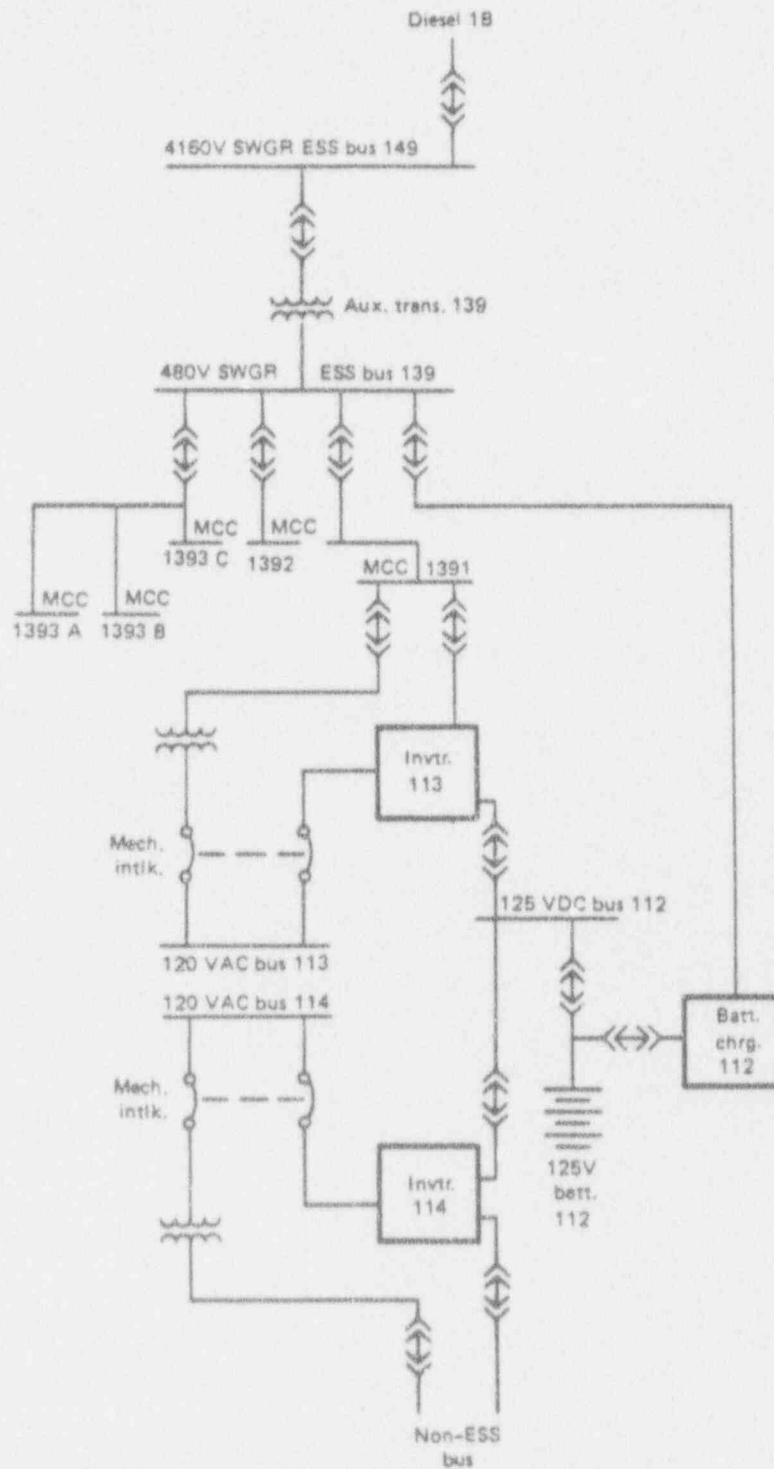 Diesel 1B
4160V SWGR ESS bus 149
Aux. trans. 139
480V SWGR ESS bus 139
MCC
1393 C
MCC
1392
MCC 1391
MCC
1393 A
MCC
1393 B
Invtr.
113
Mech.
intlk.
125 VDC bus 112
120 VAC bus 113
120 VAC bus 114
Batt.
chrg.
112
Mech.
intlk.
Invtr.
114
125V
batt.
112
Non-ESS
bus